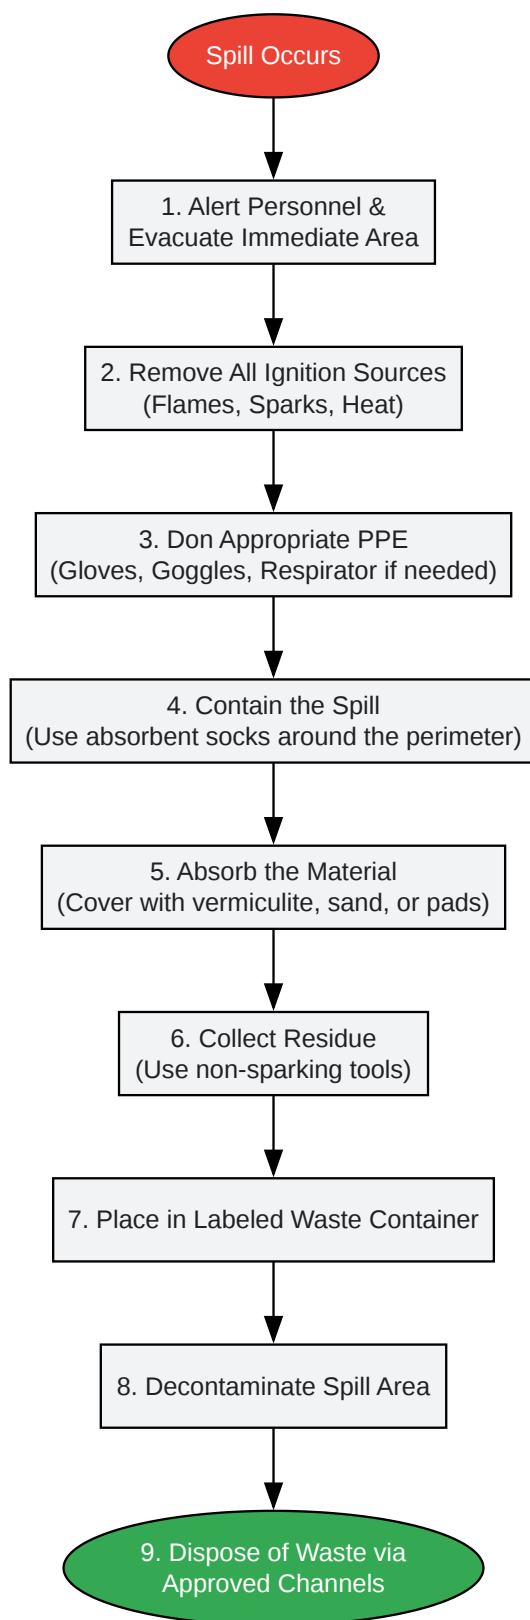 Spill Occurs
1. Alert Personnel &
Evacuate Immediate Area
2. Remove All Ignition Sources
(Flames, Sparks, Heat)
3. Don Appropriate PPE
(Gloves, Goggles, Respirator if needed)
4. Contain the Spill
(Use absorbent socks around the perimeter)
5. Absorb the Material
(Cover with vermiculite, sand, or pads)
6. Collect Residue
(Use non-sparking tools)
7. Place in Labeled Waste Container
8. Decontaminate Spill Area
9. Dispose of Waste via
Approved Channels